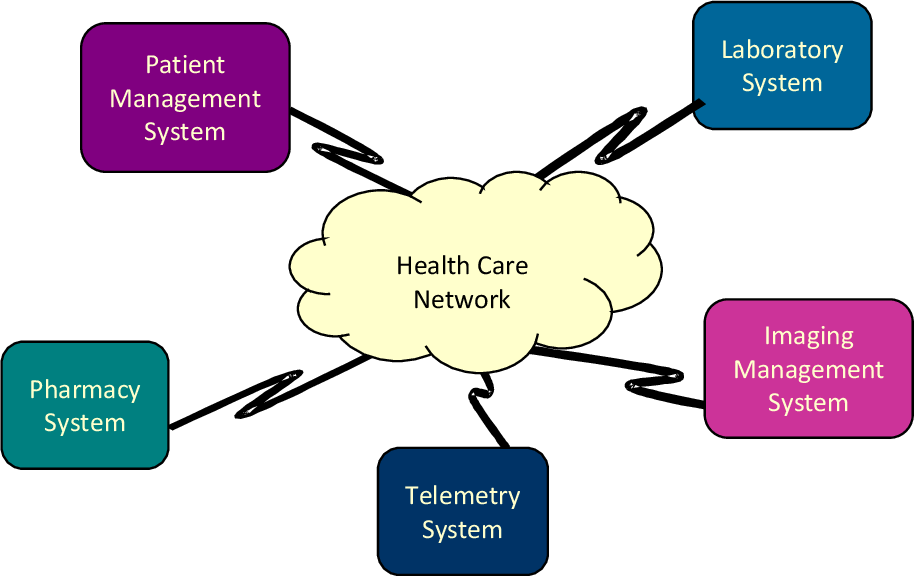 Patient
Management
System
Laboratory
System
Health Care
Network
Imaging
Management
System
Pharmacy
System
Telemetry
System